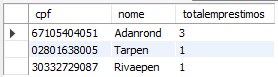 cpf nome totalemprestimos
67105404051 Adanrond 3
02801638005 Tarpen 1
30332729087 Rivaepen 1